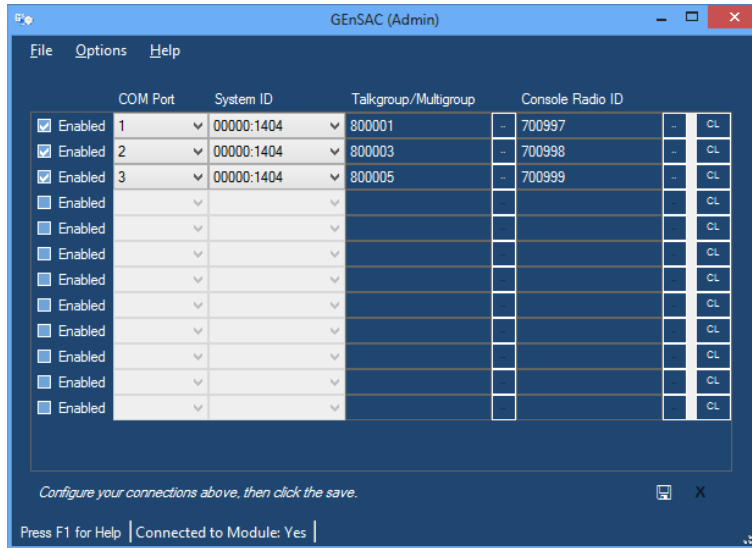 GEnSAC (Admin)
File Options Help
COM Port System ID Talkgroup/Multigroup Console Radio ID
Enabled 1 00000:1404 800001 .. 700997 .. CL
Enabled 2 00000:1404 800003 .. 700998 .. CL
Enabled 3 00000:1404 800005 .. 700999 .. CL
Enabled .. .. CL
Enabled .. .. CL
Enabled .. .. CL
Enabled .. .. CL
Enabled .. .. CL
Enabled .. .. CL
Enabled .. .. CL
Enabled .. .. CL
Enabled .. .. CL
Configure your connections above, then click the save. X
Press F1 for Help Connected to Module: Yes